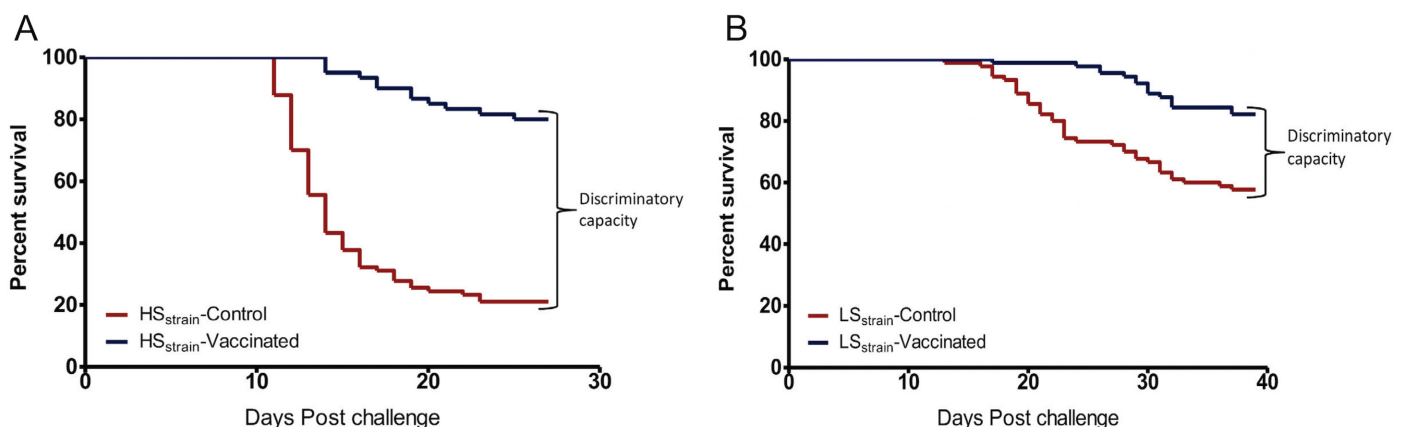 A
100
80
60
40
20
0
Percent survival
0
10
20
30
Days Post challenge
HSstrain-Control
HSstrain-Vaccinated
Discriminatory
capacity
B
100
80
60
40
20
0
Percent survival
0
10
20
30
40
Days Post challenge
LSstrain-Control
LSstrain-Vaccinated
Discriminatory
capacity